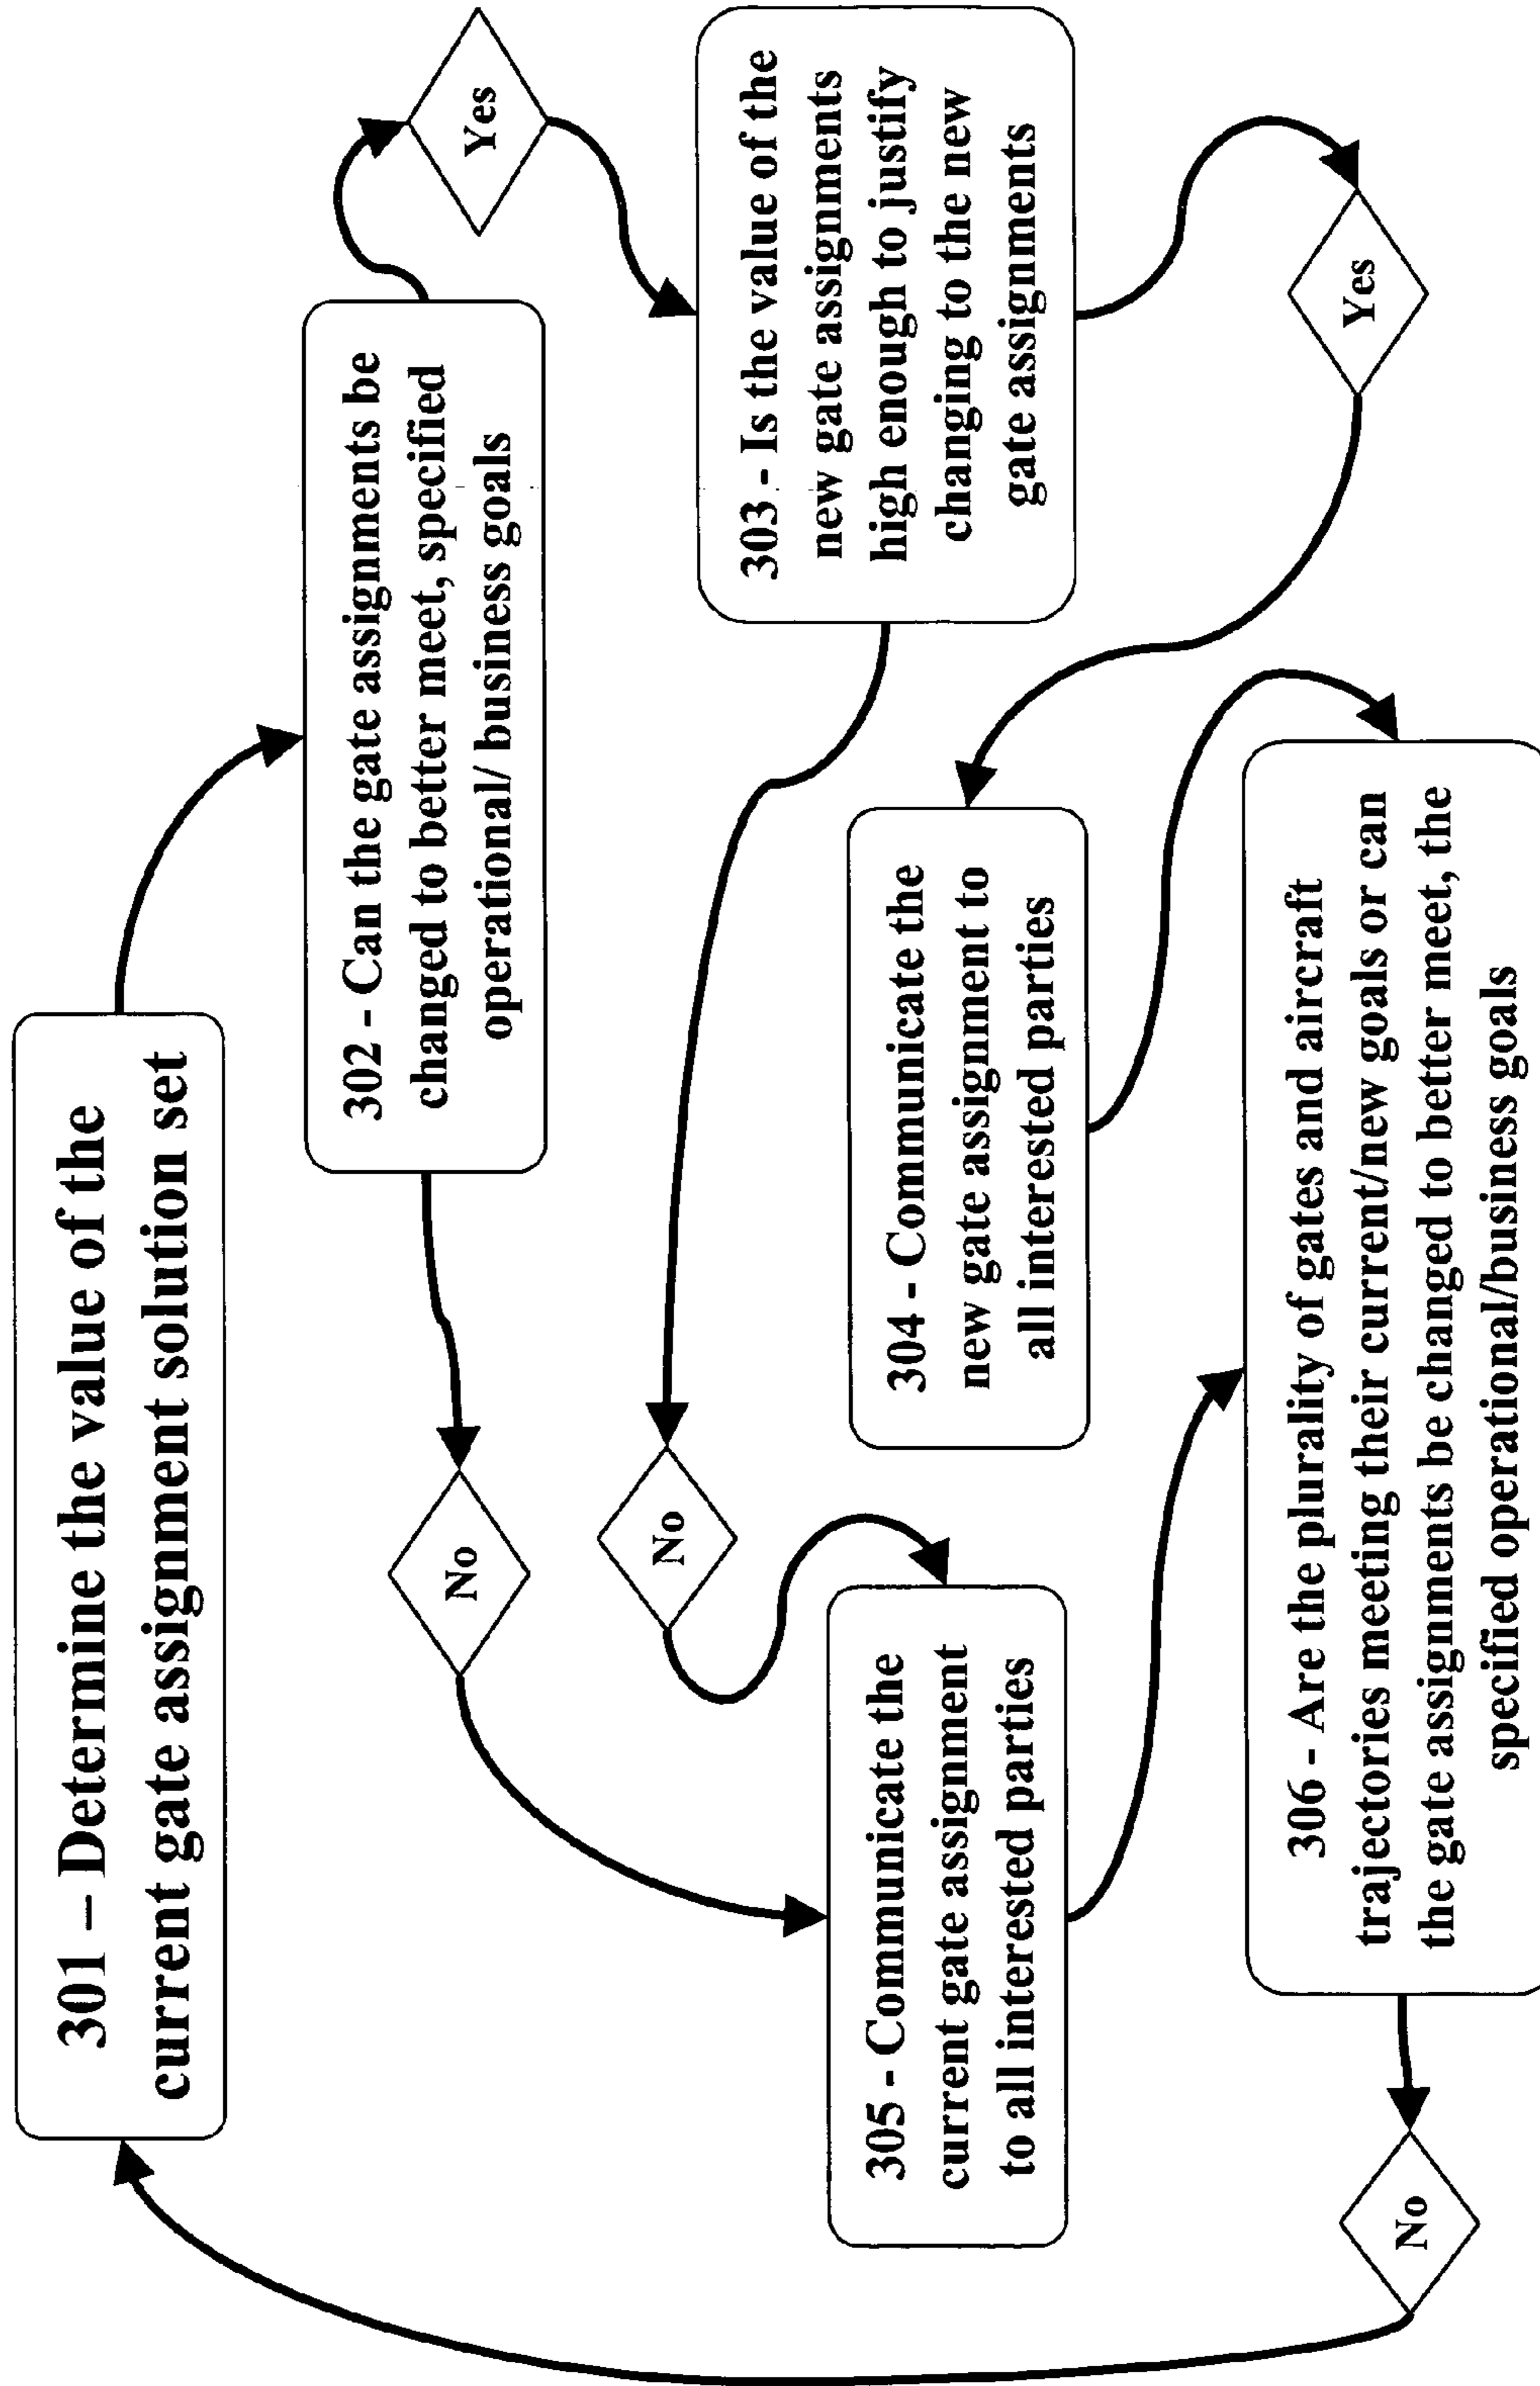 301 – Determine the value of the
current gate assignment solution set
302 - Can the gate assignments be
changed to better meet, specified
operational/ business goals
Yes
No
303 - Is the value of the
new gate assignments
high enough to justify
changing to the new
gate assignments
No
Yes
304 - Communicate the
new gate assignment to
all interested parties
305 - Communicate the
current gate assignment
to all interested parties
306 - Are the plurality of gates and aircraft
trajectories meeting their current/new goals or can
the gate assignments be changed to better meet, the
specified operational/business goals
No